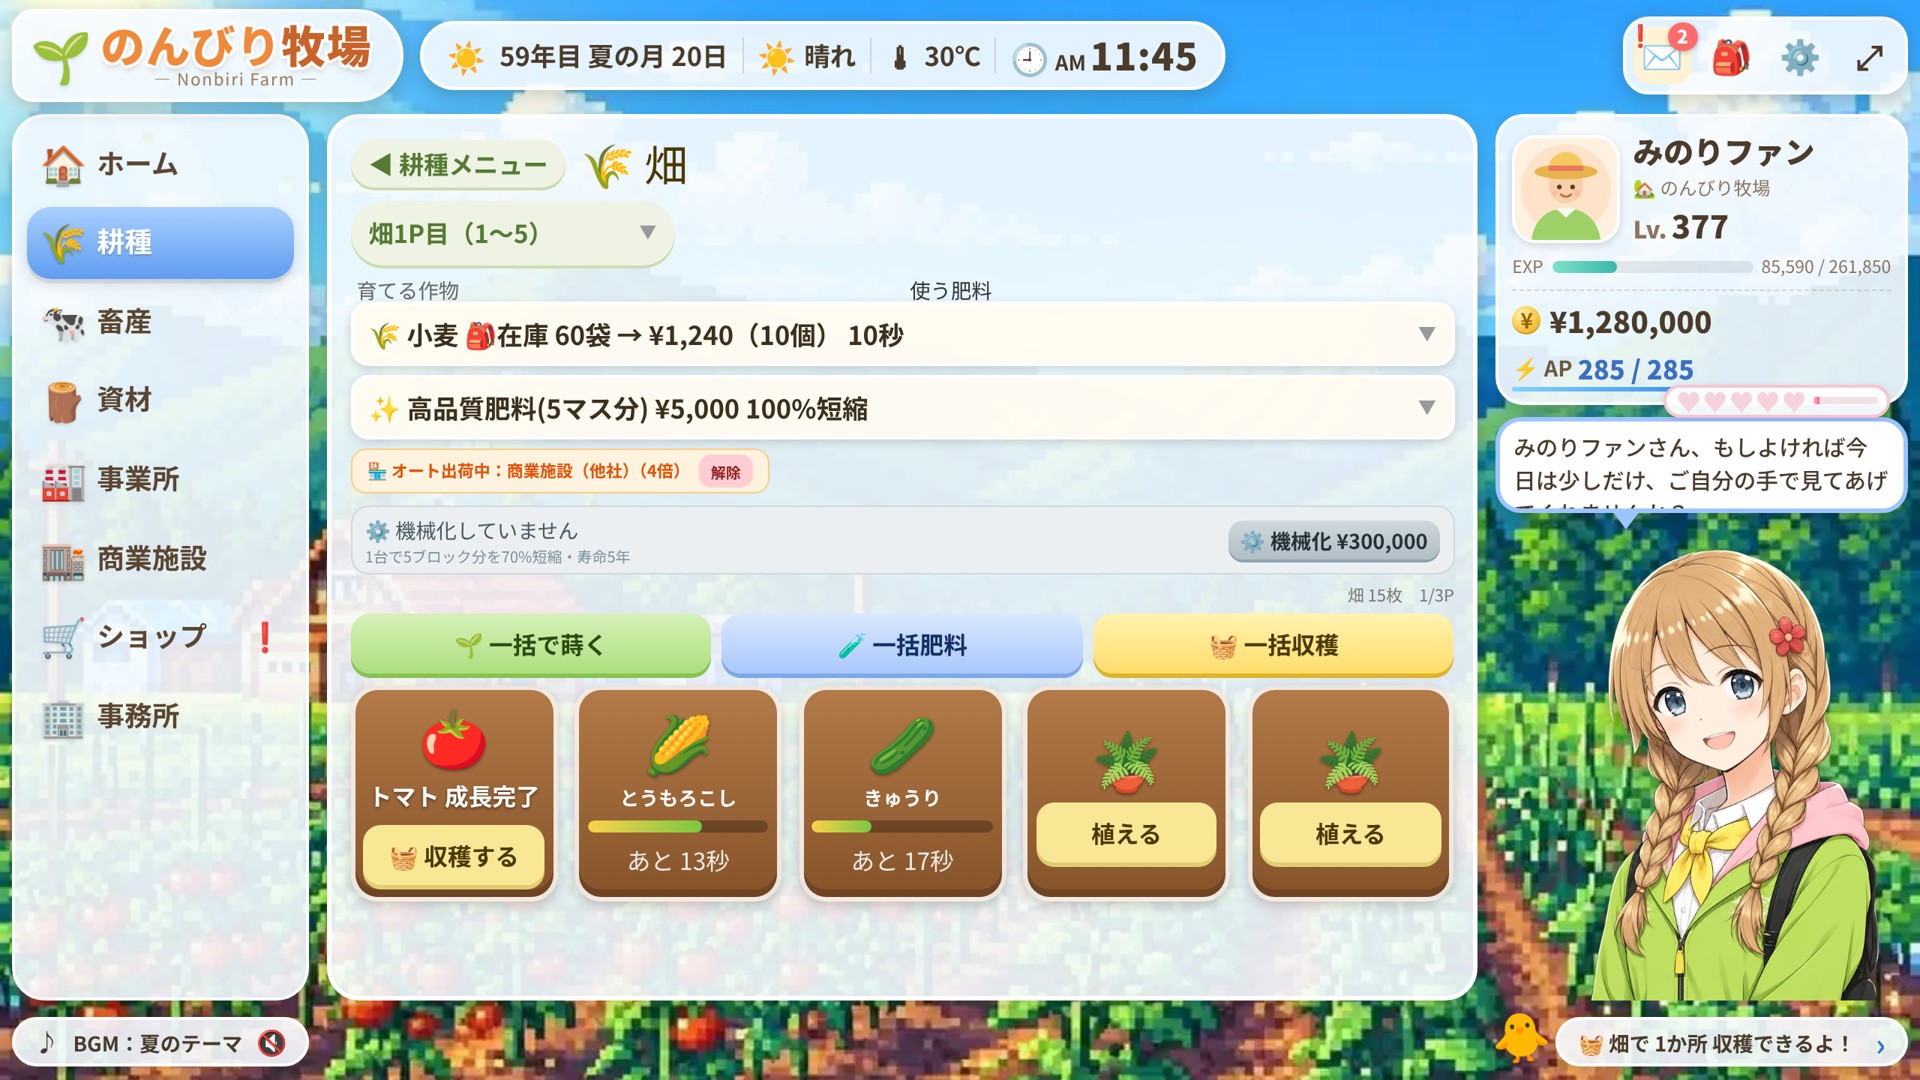 のんびり牧場
— Nonbiri Farm —
59年目 夏の月 20日
晴れ
30℃
AM 11:45
2
ホーム
耕種
畜産
資材
事業所
商業施設
ショップ
事務所
◀ 耕種メニュー
畑
畑1P目（1〜5）
育てる作物
使う肥料
小麦 在庫 60袋 → ¥1,240（10個） 10秒
高品質肥料(5マス分) ¥5,000 100%短縮
オート出荷中：商業施設（他社）（4倍）
解除
機械化していません
1台で5ブロック分を70%短縮・寿命5年
機械化 ¥300,000
畑 15枚 1/3P
一括で蒔く
一括肥料
一括収穫
トマト 成長完了
収穫する
とうもろこし
あと 13秒
きゅうり
あと 17秒
植える
植える
みのりファン
のんびり牧場
Lv. 377
EXP
85,590 / 261,850
¥1,280,000
AP 285 / 285
みのりファンさん、もしよければ今
日は少しだけ、ご自分の手で見てあげ
BGM：夏のテーマ
畑で 1か所 収穫できるよ！